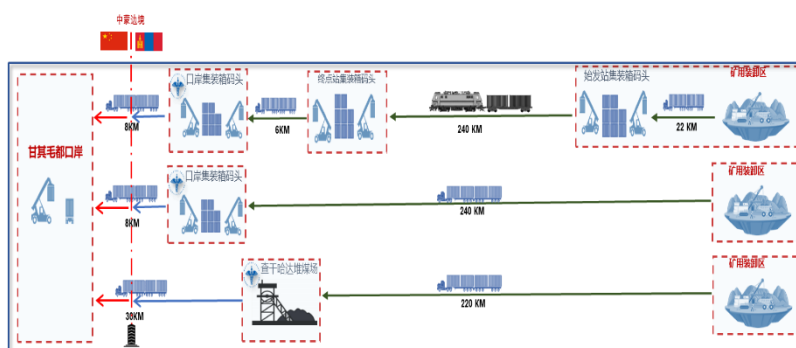 中蒙边境
口岸集装箱码头
终点站集装箱码头
始发站集装箱码头
矿用装卸区
8KM
6KM
240 KM
22 KM
甘其毛都口岸
口岸集装箱码头
矿用装卸区
8KM
240 KM
查干哈达堆煤场
矿用装卸区
38KM
220 KM